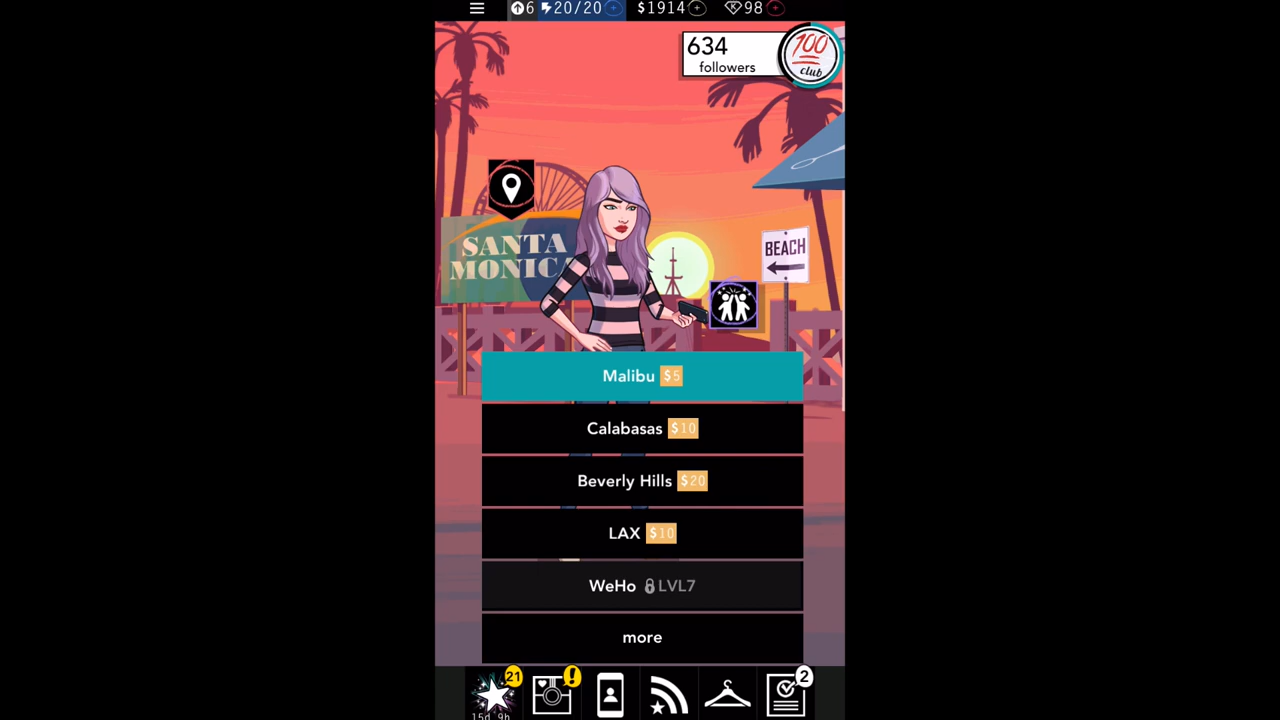 6 20/20 $1914 K 98
634
followers
100
club
SANTA
MONICA
BEACH
Malibu $5
Calabasas $10
Beverly Hills $20
LAX $10
WeHo LVL7
more
21
!
2
15d 9h